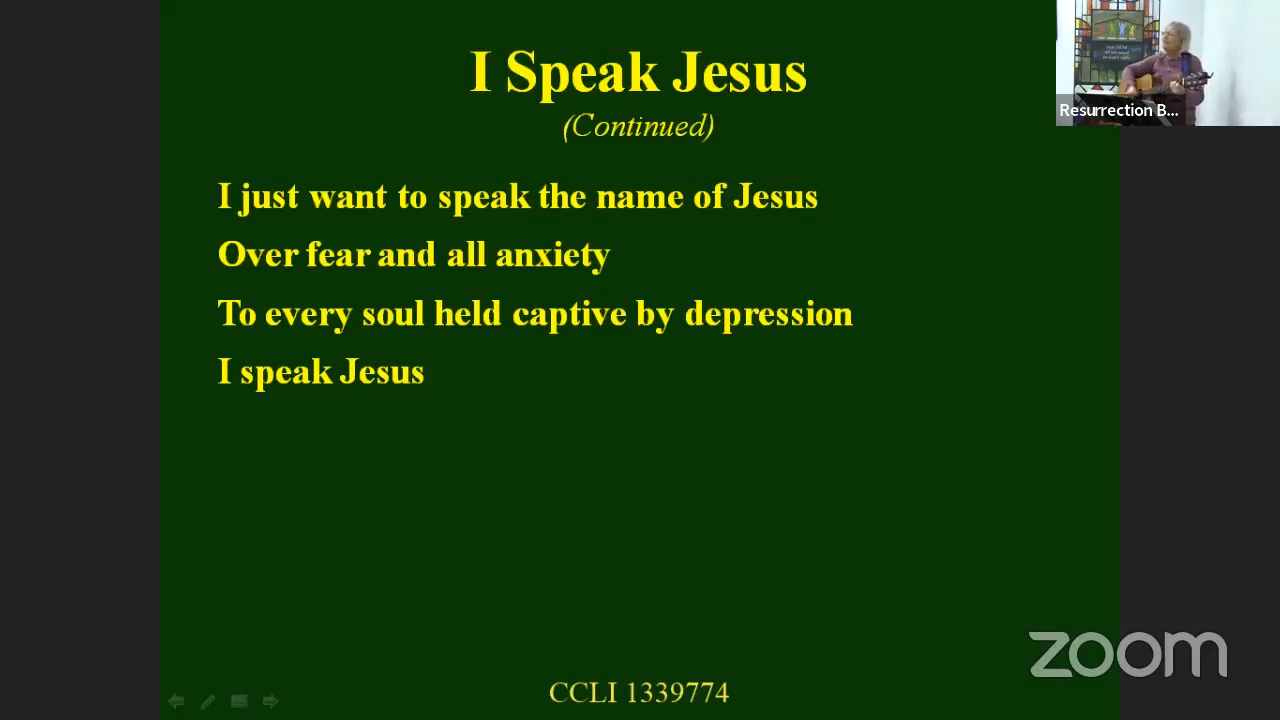 I Speak Jesus
(Continued)
I just want to speak the name of Jesus
Over fear and all anxiety
To every soul held captive by depression
I speak Jesus
CCLI 1339774
Resurrection B...
zoom